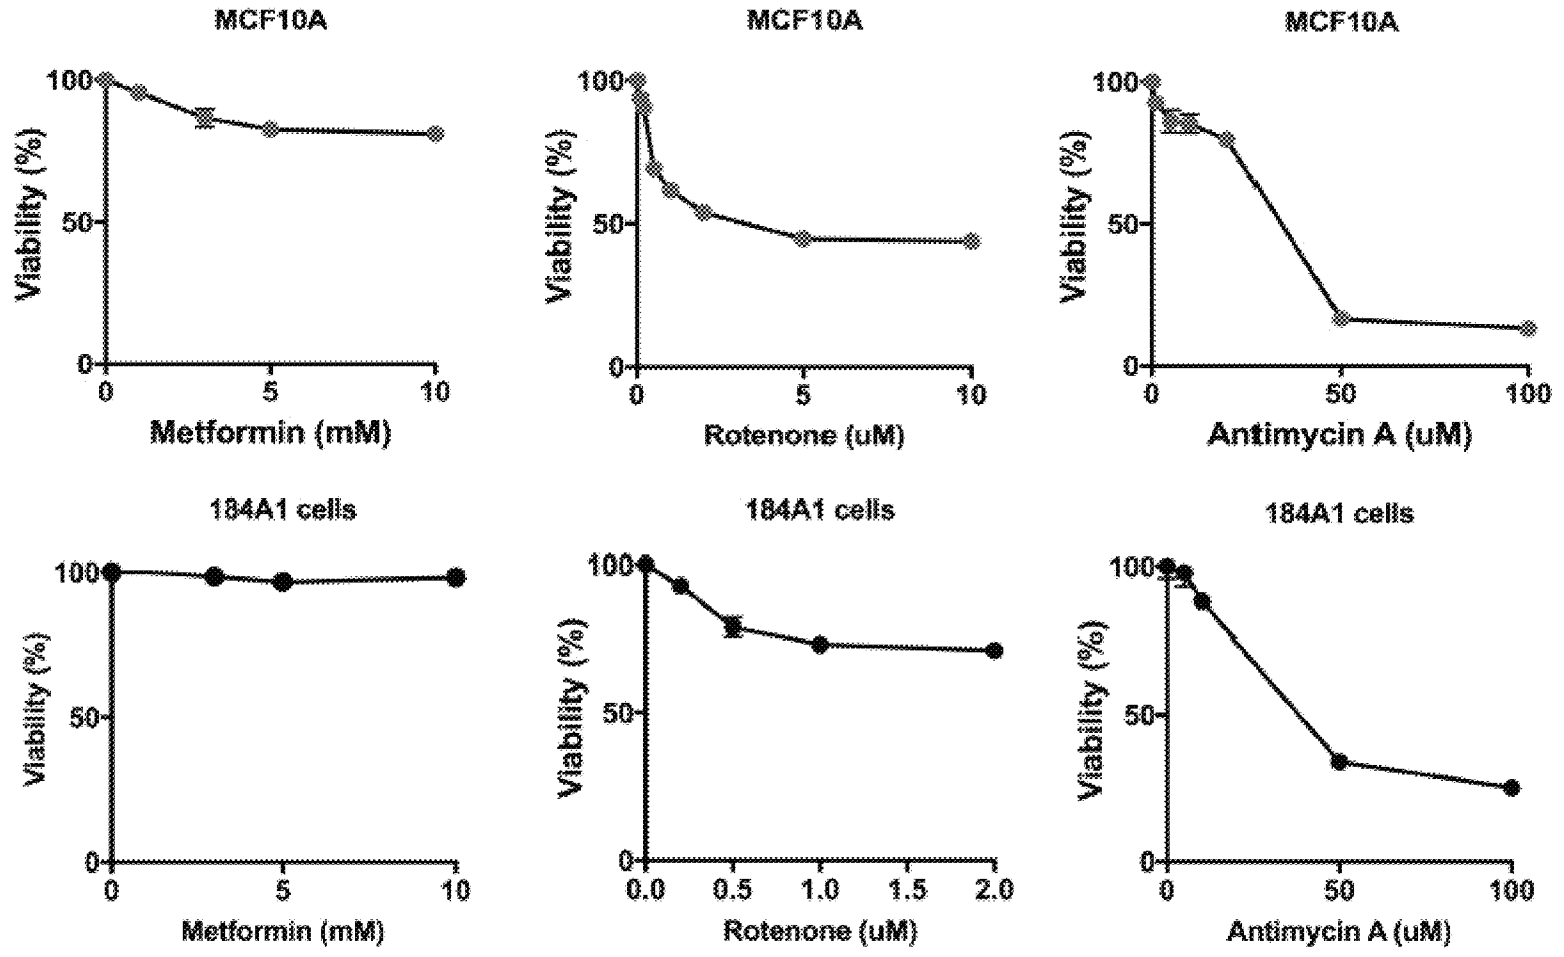 MCF10A
Viability (%)
100
50
0
0 5 10
Metformin (mM)
MCF10A
Viability (%)
100
50
0
0 5 10
Rotenone (uM)
MCF10A
Viability (%)
100
50
0
0 50 100
Antimycin A (uM)
184A1 cells
Viability (%)
100
50
0
0 5 10
Metformin (mM)
184A1 cells
Viability (%)
100
50
0
0.0 0.5 1.0 1.5 2.0
Rotenone (uM)
184A1 cells
Viability (%)
100
50
0
0 50 100
Antimycin A (uM)